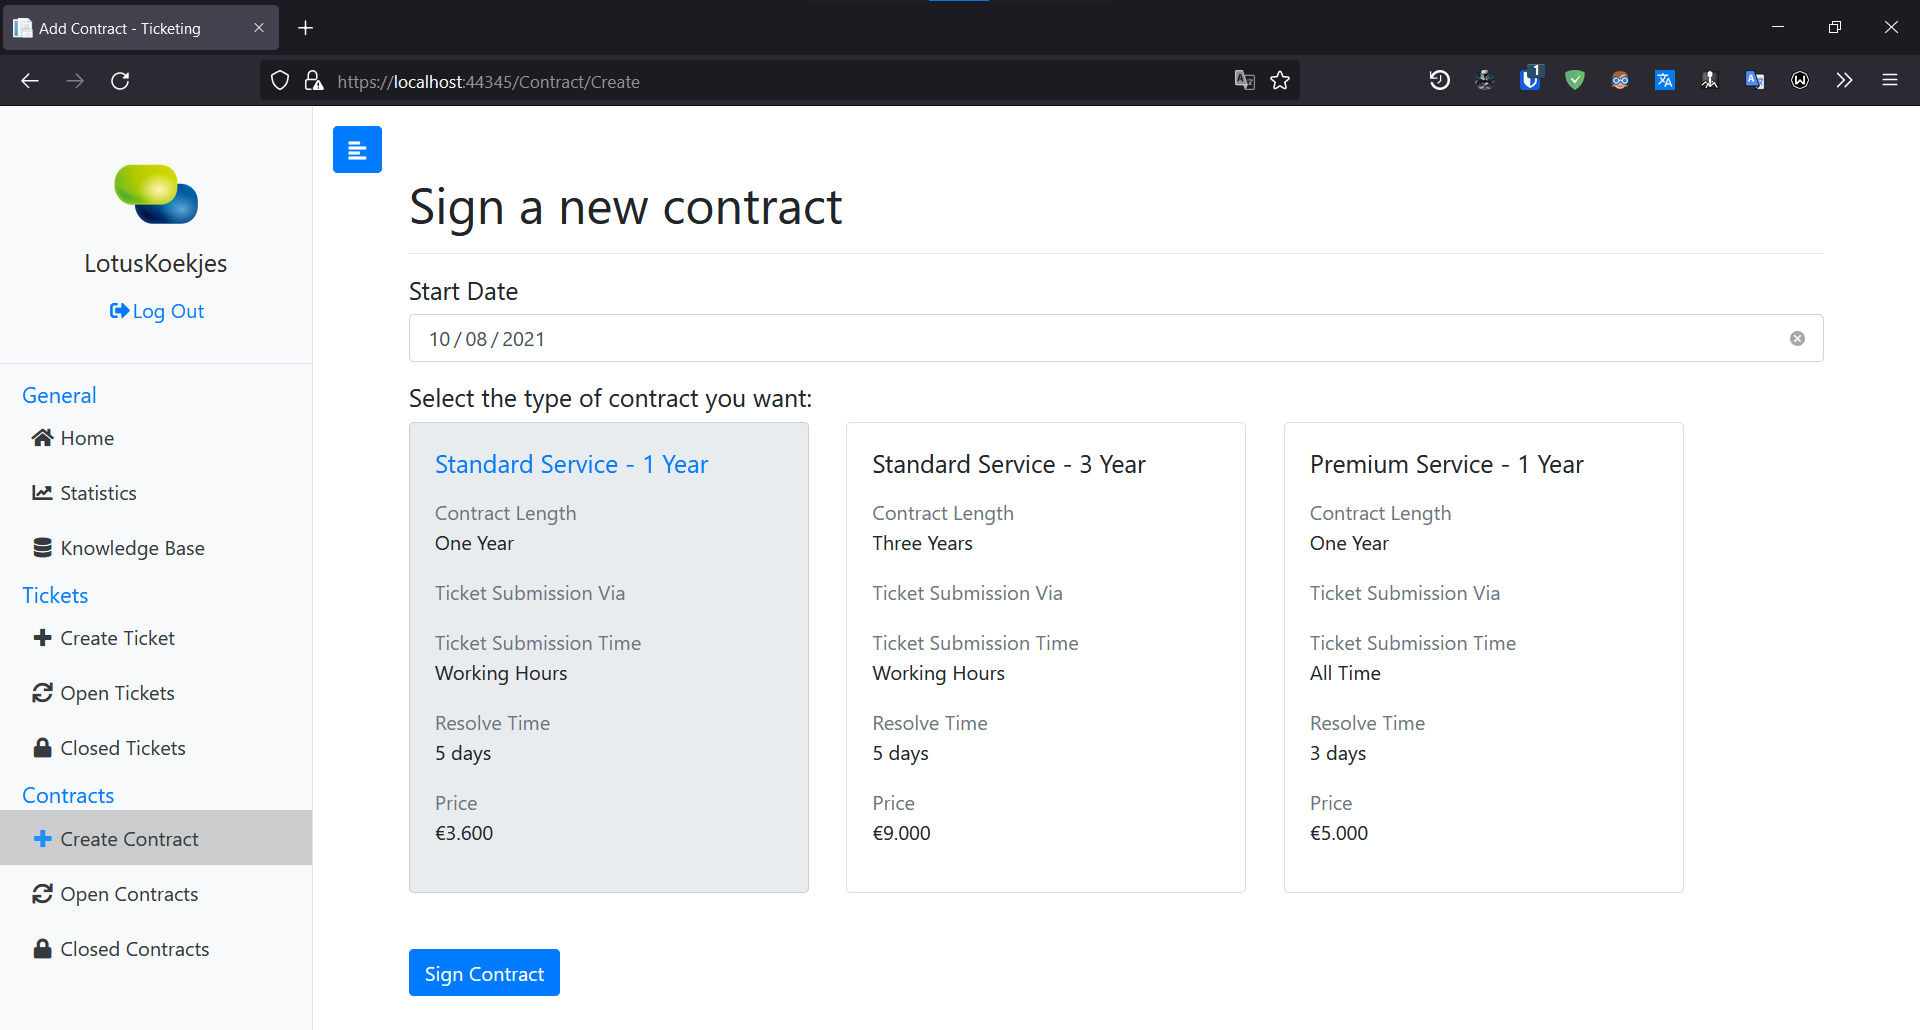 Add Contract - Ticketing
https://localhost:44345/Contract/Create
1
LotusKoekjes
Log Out
General
Home
Statistics
Knowledge Base
Tickets
Create Ticket
Open Tickets
Closed Tickets
Contracts
Create Contract
Open Contracts
Closed Contracts
Sign a new contract
Start Date
10 / 08 / 2021
Select the type of contract you want:
Standard Service - 1 Year
Contract Length
One Year
Ticket Submission Via
Ticket Submission Time
Working Hours
Resolve Time
5 days
Price
€3.600
Standard Service - 3 Year
Contract Length
Three Years
Ticket Submission Via
Ticket Submission Time
Working Hours
Resolve Time
5 days
Price
€9.000
Premium Service - 1 Year
Contract Length
One Year
Ticket Submission Via
Ticket Submission Time
All Time
Resolve Time
3 days
Price
€5.000
Sign Contract